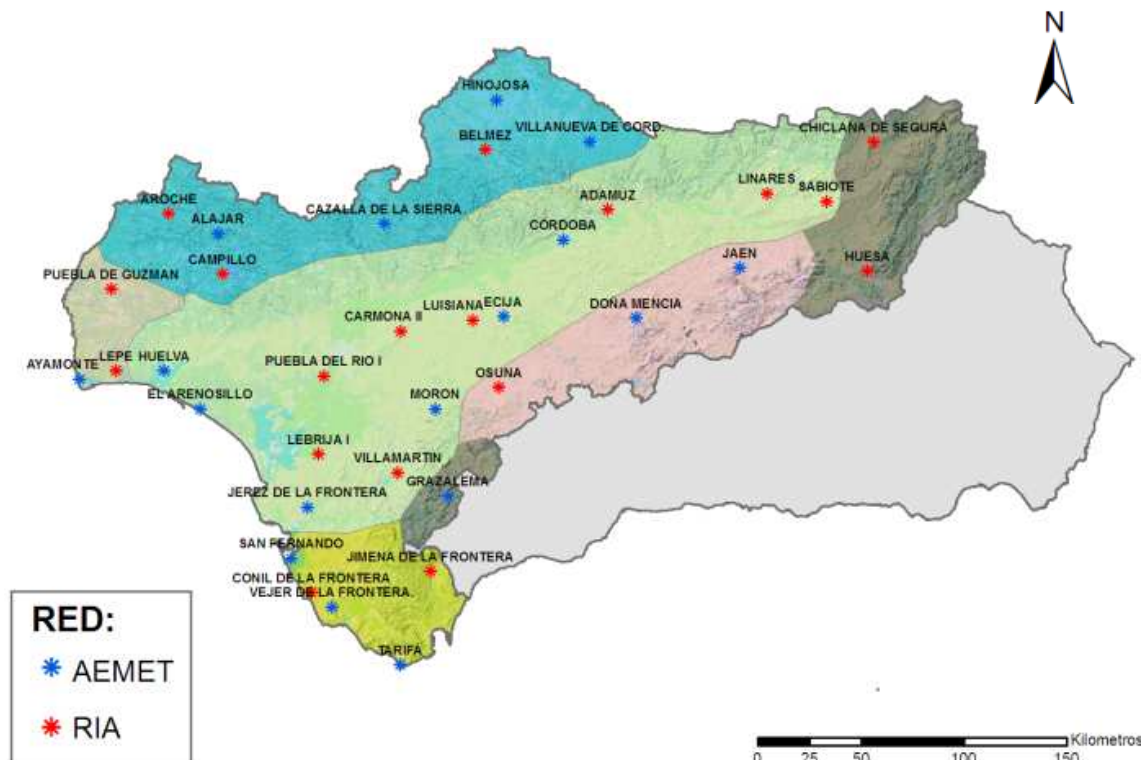 N
HINOJOSA
BELMEZ
VILLANUEVA DE CORD.
CHICLANA DE SEGURA
AROCHE
ALAJAR
CAZALLA DE LA SIERRA
ADAMUZ
LINARES
SABIOTE
CORDOBA
CAMPILLO
PUEBLA DE GUZMAN
JAEN
HUESA
CARMONA II
LUISIANA
ECIJA
DOÑA MENCIA
AYAMONTE
LEPE
HUELVA
PUEBLA DEL RIO I
OSUNA
EL ARENOSILLO
MORON
LEBRIJA I
VILLAMARTIN
GRAZALEMA
JEREZ DE LA FRONTERA
SAN FERNANDO
JIMENA DE LA FRONTERA
CONIL DE LA FRONTERA
VEJER DE LA FRONTERA.
TARIFA
RED:
AEMET
RIA
Kilometros
0 25 50 100 150